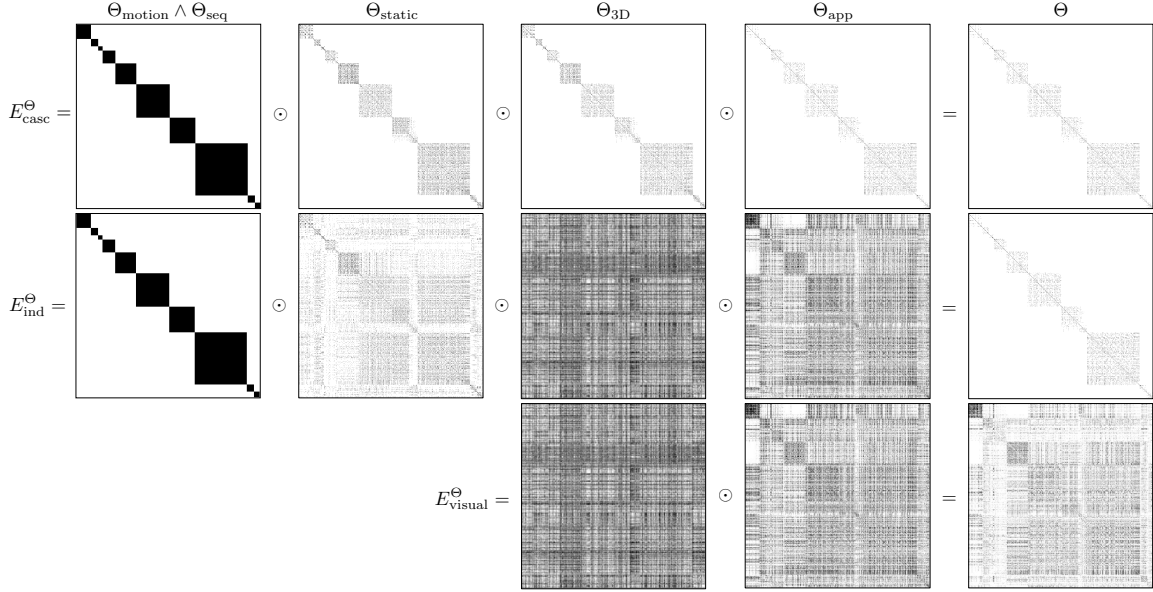 Θ_motion ∧ Θ_seq Θ_static Θ_3D Θ_app Θ
E^Θ_casc = ⊙ ⊙ ⊙ =
E^Θ_ind = ⊙ ⊙ ⊙ =
E^Θ_visual = ⊙ =